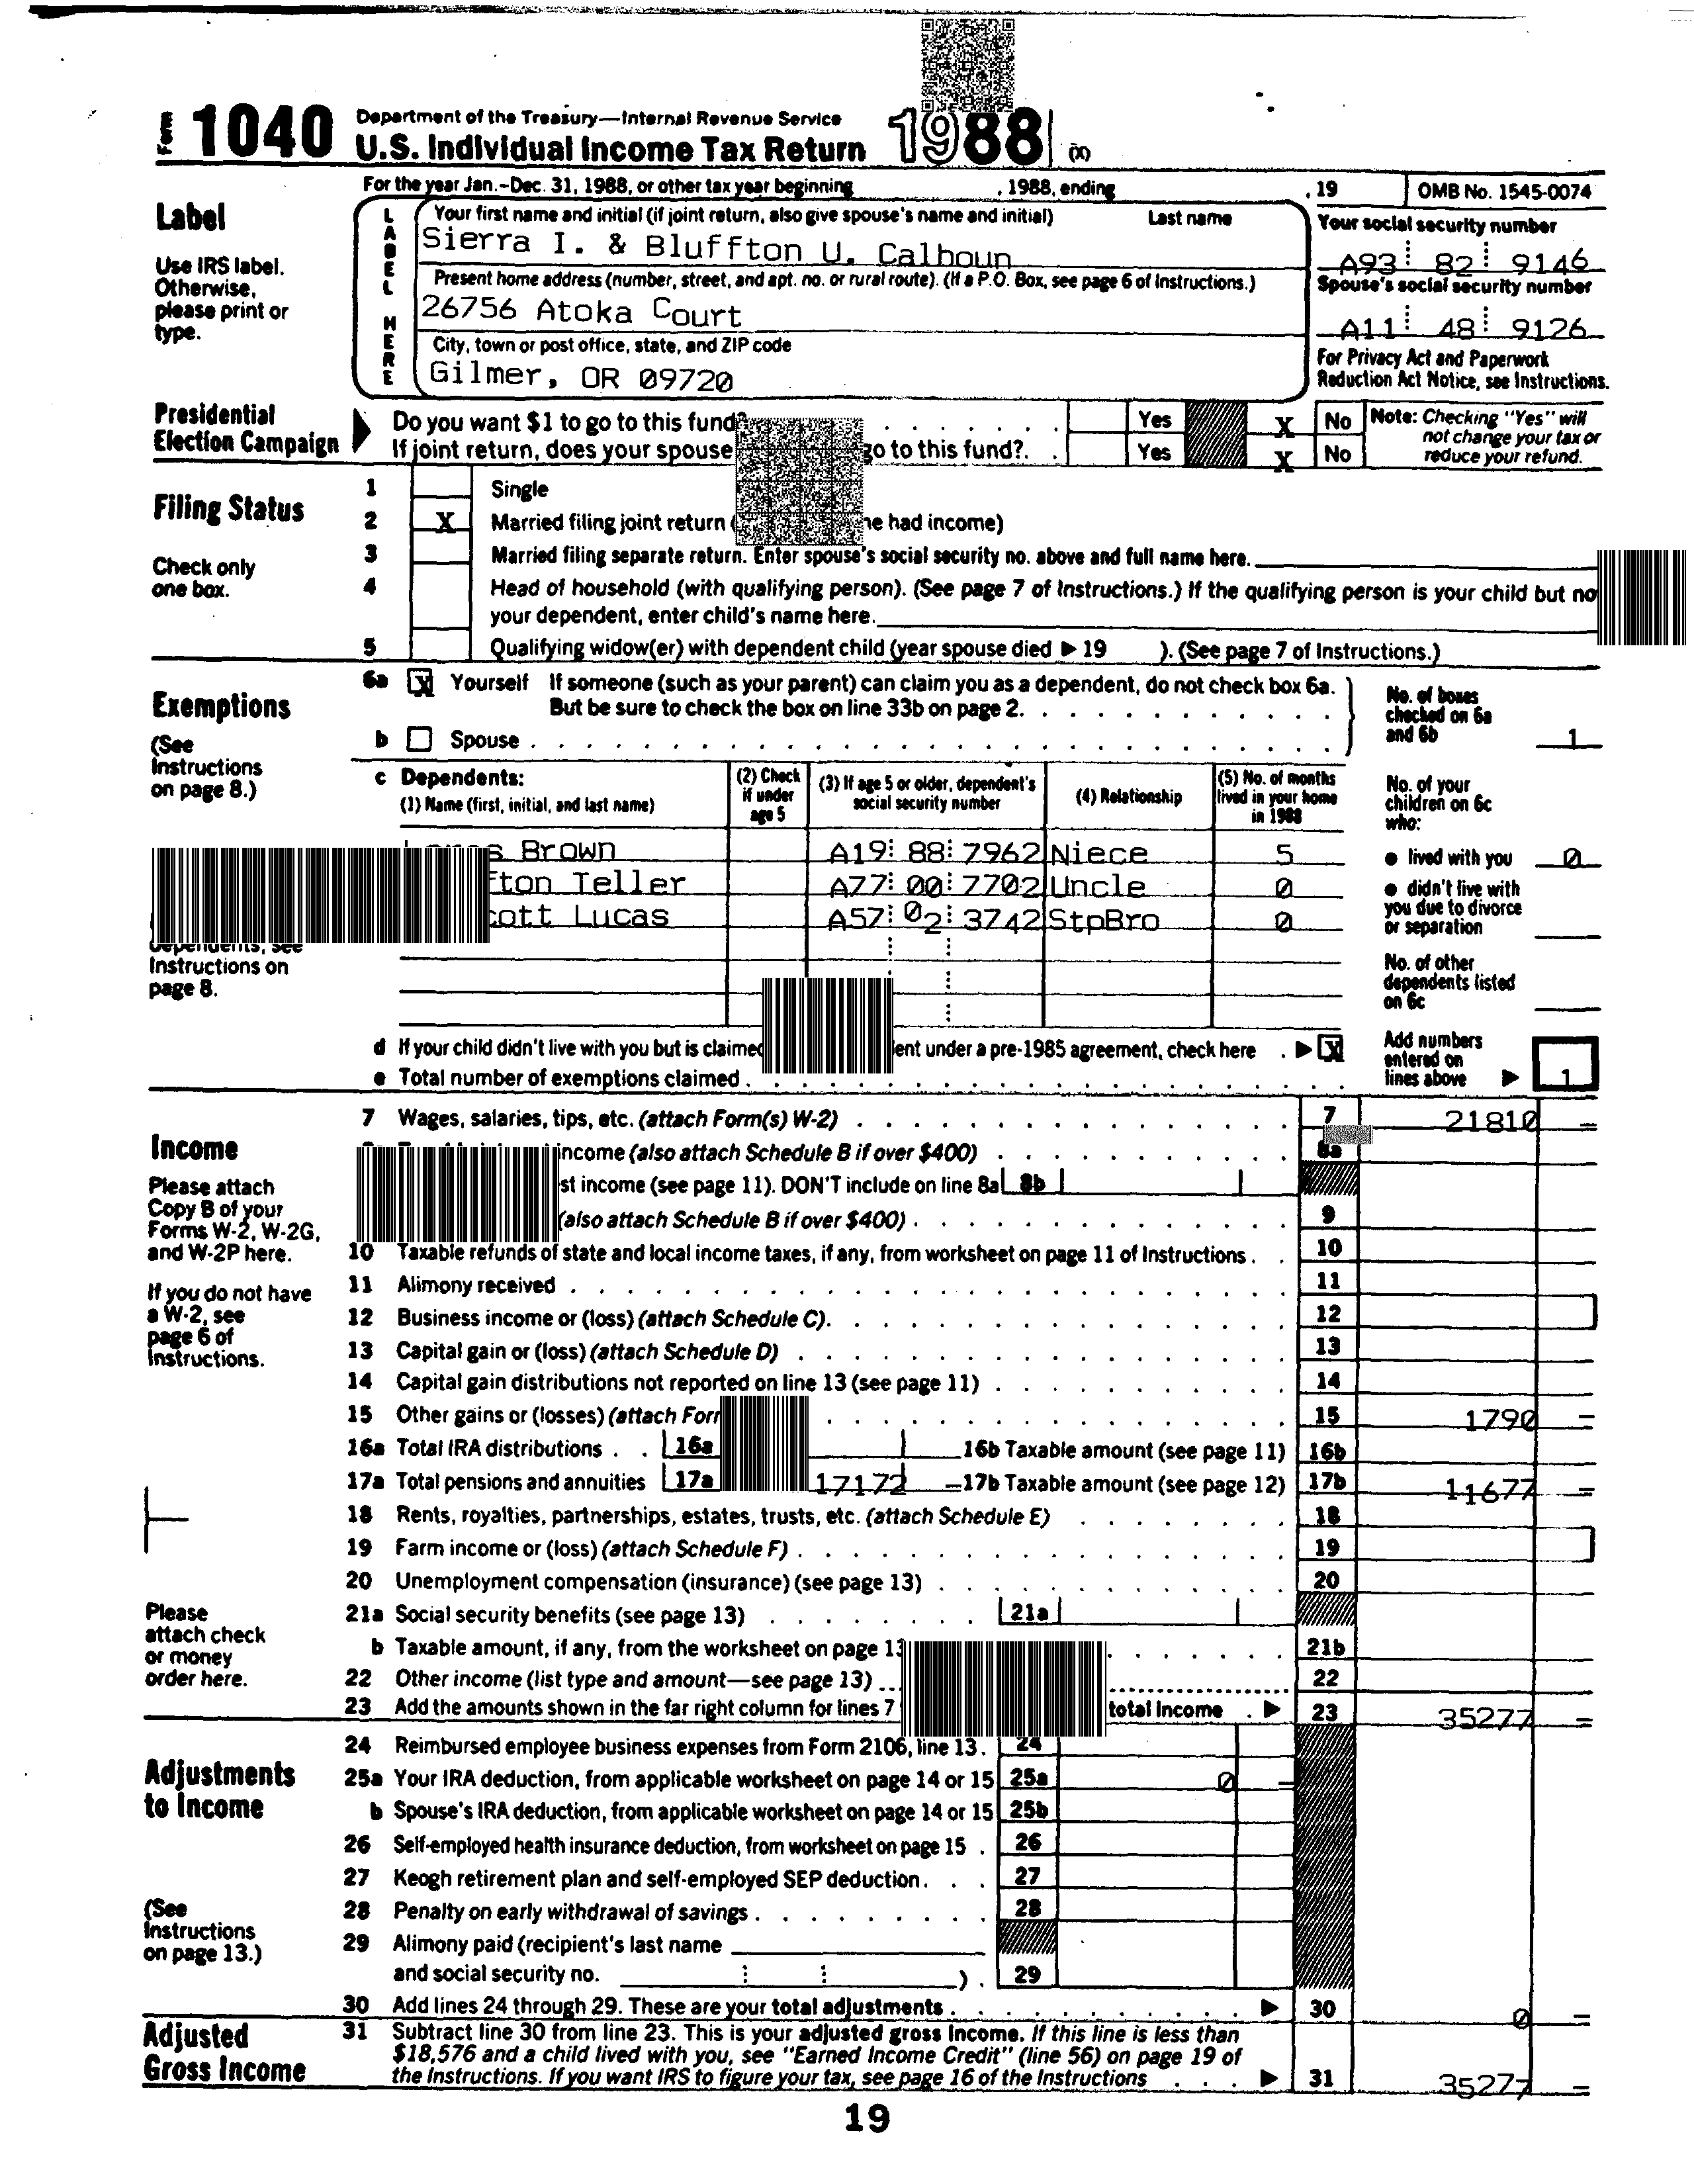 Form 1040 Department of the Treasury—Internal Revenue Service
U.S. Individual Income Tax Return 1988 (X)
For the year Jan.-Dec. 31, 1988, or other tax year beginning , 1988, ending , 19 OMB No. 1545-0074
Label
Use IRS label. Otherwise, please print or type.
LABEL HERE
Your first name and initial (if joint return, also give spouse's name and initial) Last name
Sierra I. & Bluffton U. Calhoun
Your social security number
A93 82 9146
Present home address (number, street, and apt. no. or rural route). (If a P.O. Box, see page 6 of Instructions.)
26756 Atoka Court
Spouse's social security number
A11 48 9126
City, town or post office, state, and ZIP code
Gilmer, OR 09720
For Privacy Act and Paperwork
Reduction Act Notice, see Instructions.
Presidential
Election Campaign
Do you want $1 to go to this fund? Yes X No
If joint return, does your spouse go to this fund?. Yes X No
Note: Checking "Yes" will
not change your tax or
reduce your refund.
Filing Status
Check only
one box.
1 Single
2 X Married filing joint return ( had income)
3 Married filing separate return. Enter spouse's social security no. above and full name here.
4 Head of household (with qualifying person). (See page 7 of Instructions.) If the qualifying person is your child but
your dependent, enter child's name here.
5 Qualifying widow(er) with dependent child (year spouse died ▶ 19 ). (See page 7 of Instructions.)
Exemptions
(See
Instructions
on page 8.)
6a X Yourself If someone (such as your parent) can claim you as a dependent, do not check box 6a.
But be sure to check the box on line 33b on page 2.
b Spouse
No. of boxes
checked on 6a
and 6b 1
c Dependents:
(1) Name (first, initial, and last name)
(2) Check
if under
age 5
(3) If age 5 or older, dependent's
social security number
(4) Relationship
(5) No. of months
lived in your home
in 1988
No. of your
children on 6c
who:
Brown A19 88 7962 Niece 5
Teller A77 00 7702 Uncle 0
Lucas A57 02 3742 StpBro 0
● lived with you 0
● didn't live with
you due to divorce
or separation
Dependents, see
Instructions on
page 8.
No. of other
dependents listed
on 6c
d If your child didn't live with you but is claimed under a pre-1985 agreement, check here ▶ X
e Total number of exemptions claimed
Add numbers
entered on
lines above ▶ 1
Income
Please attach
Copy B of your
Forms W-2, W-2G,
and W-2P here.
If you do not have
a W-2, see
page 6 of
Instructions.
7 Wages, salaries, tips, etc. (attach Form(s) W-2) 7 21810 —
income (also attach Schedule B if over $400) 8a
income (see page 11). DON'T include on line 8a 8b
(also attach Schedule B if over $400) 9
10 Taxable refunds of state and local income taxes, if any, from worksheet on page 11 of Instructions 10
11 Alimony received 11
12 Business income or (loss) (attach Schedule C) 12
13 Capital gain or (loss) (attach Schedule D) 13
14 Capital gain distributions not reported on line 13 (see page 11) 14
15 Other gains or (losses) (attach 15 1790 —
16a Total IRA distributions 16a 16b Taxable amount (see page 11) 16b
17a Total pensions and annuities 17a 17172 — 17b Taxable amount (see page 12) 17b 11677 —
18 Rents, royalties, partnerships, estates, trusts, etc. (attach Schedule E) 18
19 Farm income or (loss) (attach Schedule F) 19
20 Unemployment compensation (insurance) (see page 13) 20
Please
attach check
or money
order here.
21a Social security benefits (see page 13) 21a
b Taxable amount, if any, from the worksheet on page 21b
22 Other income (list type and amount—see page 13) 22
23 Add the amounts shown in the far right column for lines 7 total income ▶ 23 35277 —
Adjustments
to Income
(See
Instructions
on page 13.)
24 Reimbursed employee business expenses from Form 2106, line 13 24
25a Your IRA deduction, from applicable worksheet on page 14 or 15 25a 0 —
b Spouse's IRA deduction, from applicable worksheet on page 14 or 15 25b
26 Self-employed health insurance deduction, from worksheet on page 15 26
27 Keogh retirement plan and self-employed SEP deduction 27
28 Penalty on early withdrawal of savings 28
29 Alimony paid (recipient's last name
and social security no. ) 29
30 Add lines 24 through 29. These are your total adjustments ▶ 30 0 —
Adjusted
Gross Income
31 Subtract line 30 from line 23. This is your adjusted gross income. If this line is less than
$18,576 and a child lived with you, see "Earned Income Credit" (line 56) on page 19 of
the Instructions. If you want IRS to figure your tax, see page 16 of the Instructions ▶ 31 35277 —
19